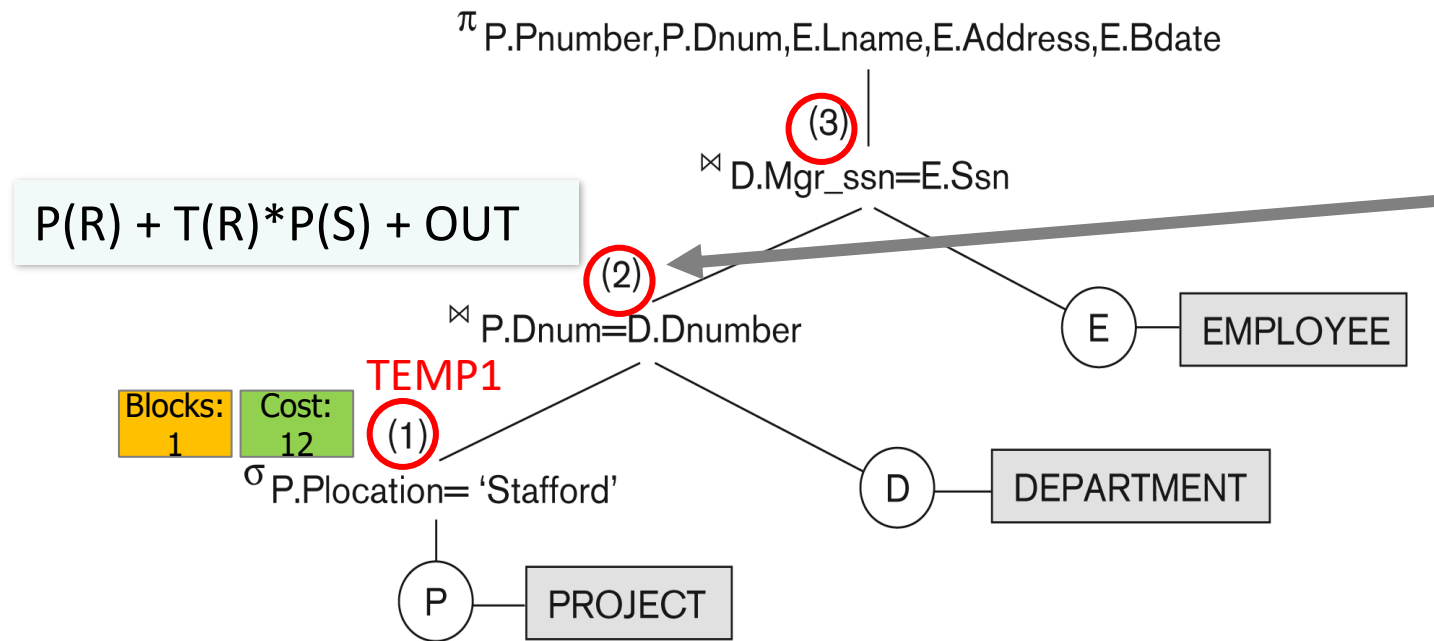 π P.Pnumber,P.Dnum,E.Lname,E.Address,E.Bdate
(3)
⋈ D.Mgr_ssn=E.Ssn
P(R) + T(R)*P(S) + OUT
(2)
⋈ P.Dnum=D.Dnumber
E
EMPLOYEE
TEMP1
Blocks:
1
Cost:
12
(1)
σ P.Plocation= ‘Stafford’
D
DEPARTMENT
P
PROJECT